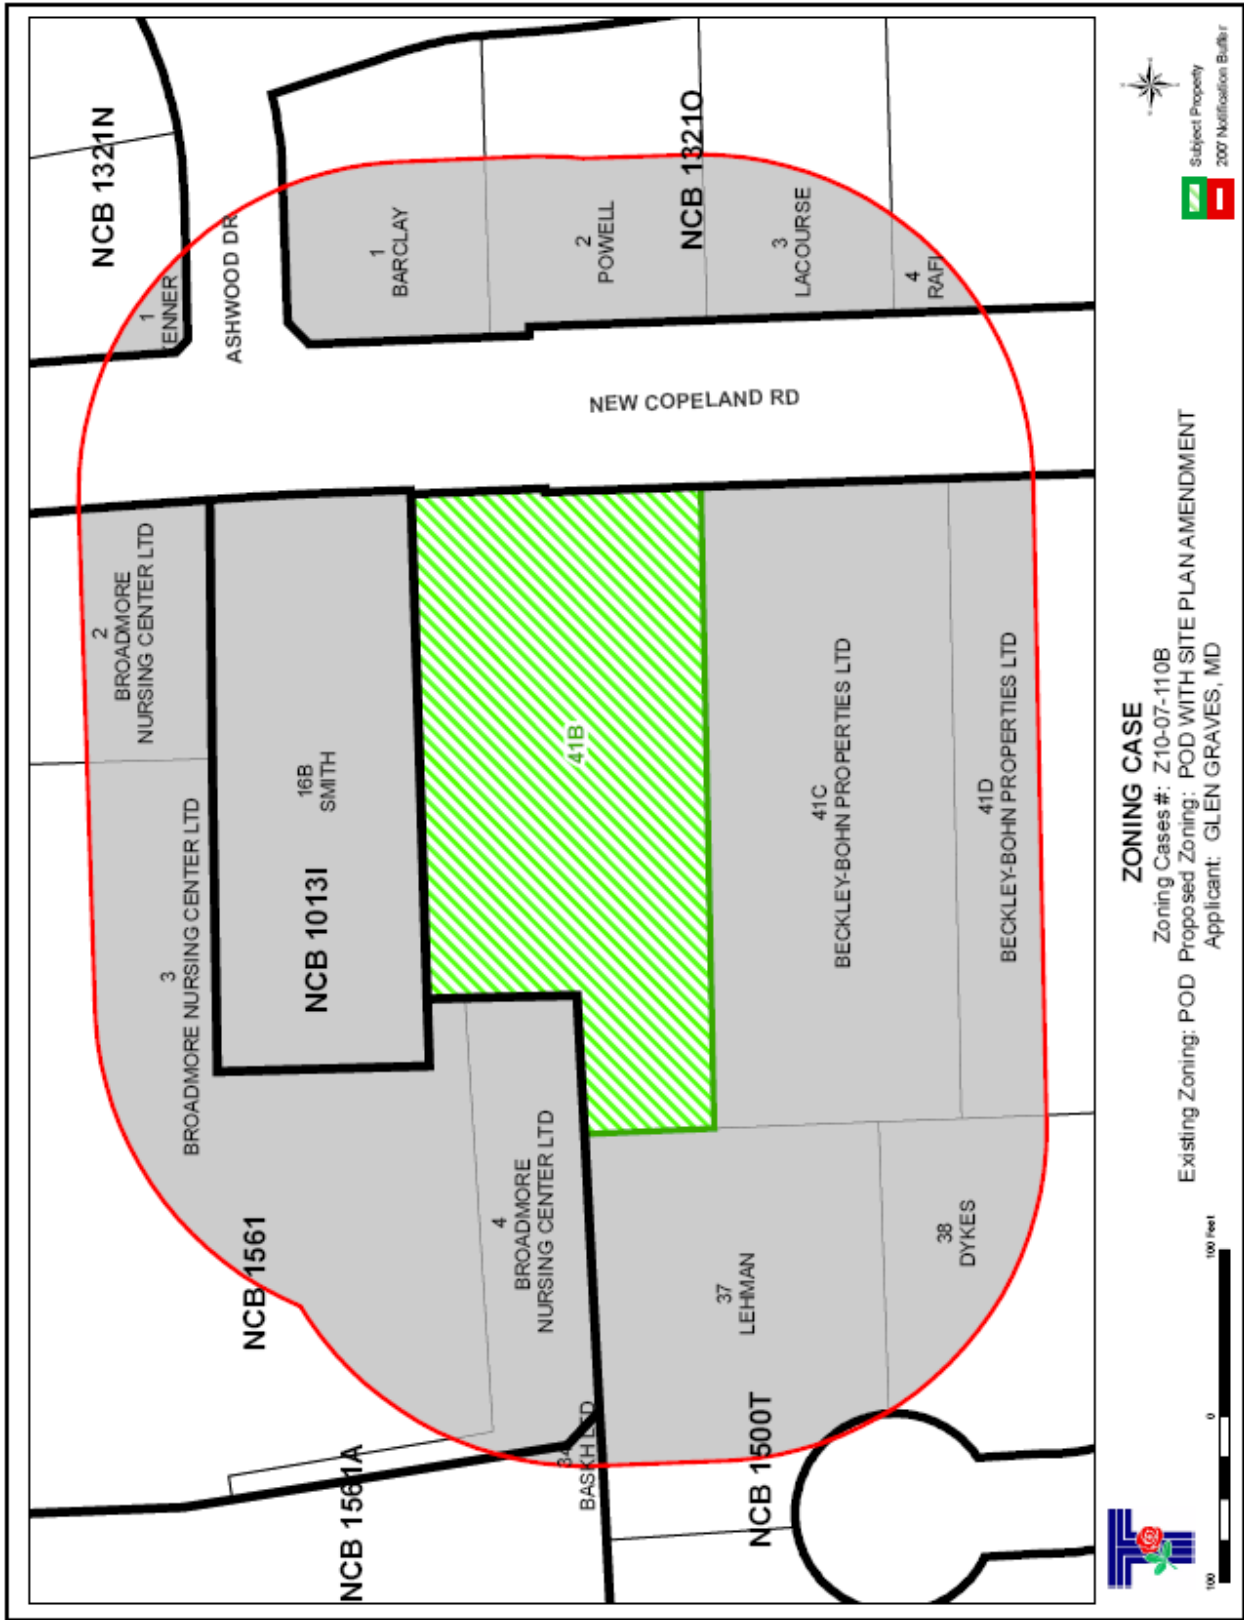 NCB 1561A
34
BASKH LTD
NCB 1500T
NCB 1561
4
BROADMORE
NURSING CENTER LTD
37
LEHMAN
38
DYKES
3
BROADMORE NURSING CENTER LTD
NCB 1013I
16B
SMITH
41B
41C
BECKLEY-BOHN PROPERTIES LTD
41D
BECKLEY-BOHN PROPERTIES LTD
2
BROADMORE
NURSING CENTER LTD
NEW COPELAND RD
ASHWOOD DR
1
ENNER
NCB 1321N
1
BARCLAY
2
POWELL
NCB 1321O
3
LACOURSE
4
RAFI
100 0 100 Feet
ZONING CASE
Zoning Cases#: Z10-07-110B
Existing Zoning: POD Proposed Zoning: POD WITH SITE PLAN AMENDMENT
Applicant: GLEN GRAVES, MD
Subject Property
200' Notification Buffer